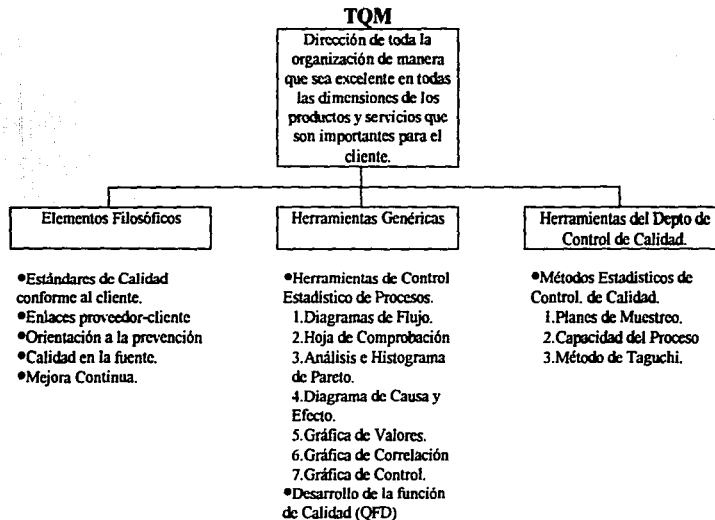 TQM
Dirección de toda la
organización de manera
que sea excelente en todas
las dimensiones de los
productos y servicios que
son importantes para el
cliente.
Elementos Filosóficos
●Estándares de Calidad
conforme al cliente.
●Enlaces proveedor-cliente
●Orientación a la prevención
●Calidad en la fuente.
●Mejora Continua.
Herramientas Genéricas
●Herramientas de Control
Estadístico de Procesos.
1.Diagramas de Flujo.
2.Hoja de Comprobación
3.Análisis e Histograma
de Pareto.
4.Diagrama de Causa y
Efecto.
5.Gráfica de Valores.
6.Gráfica de Correlación
7.Gráfica de Control.
●Desarrollo de la función
de Calidad (QFD)
Herramientas del Depto de
Control de Calidad.
●Métodos Estadisticos de
Control. de Calidad.
1.Planes de Muestreo.
2.Capacidad del Proceso
3.Método de Taguchi.